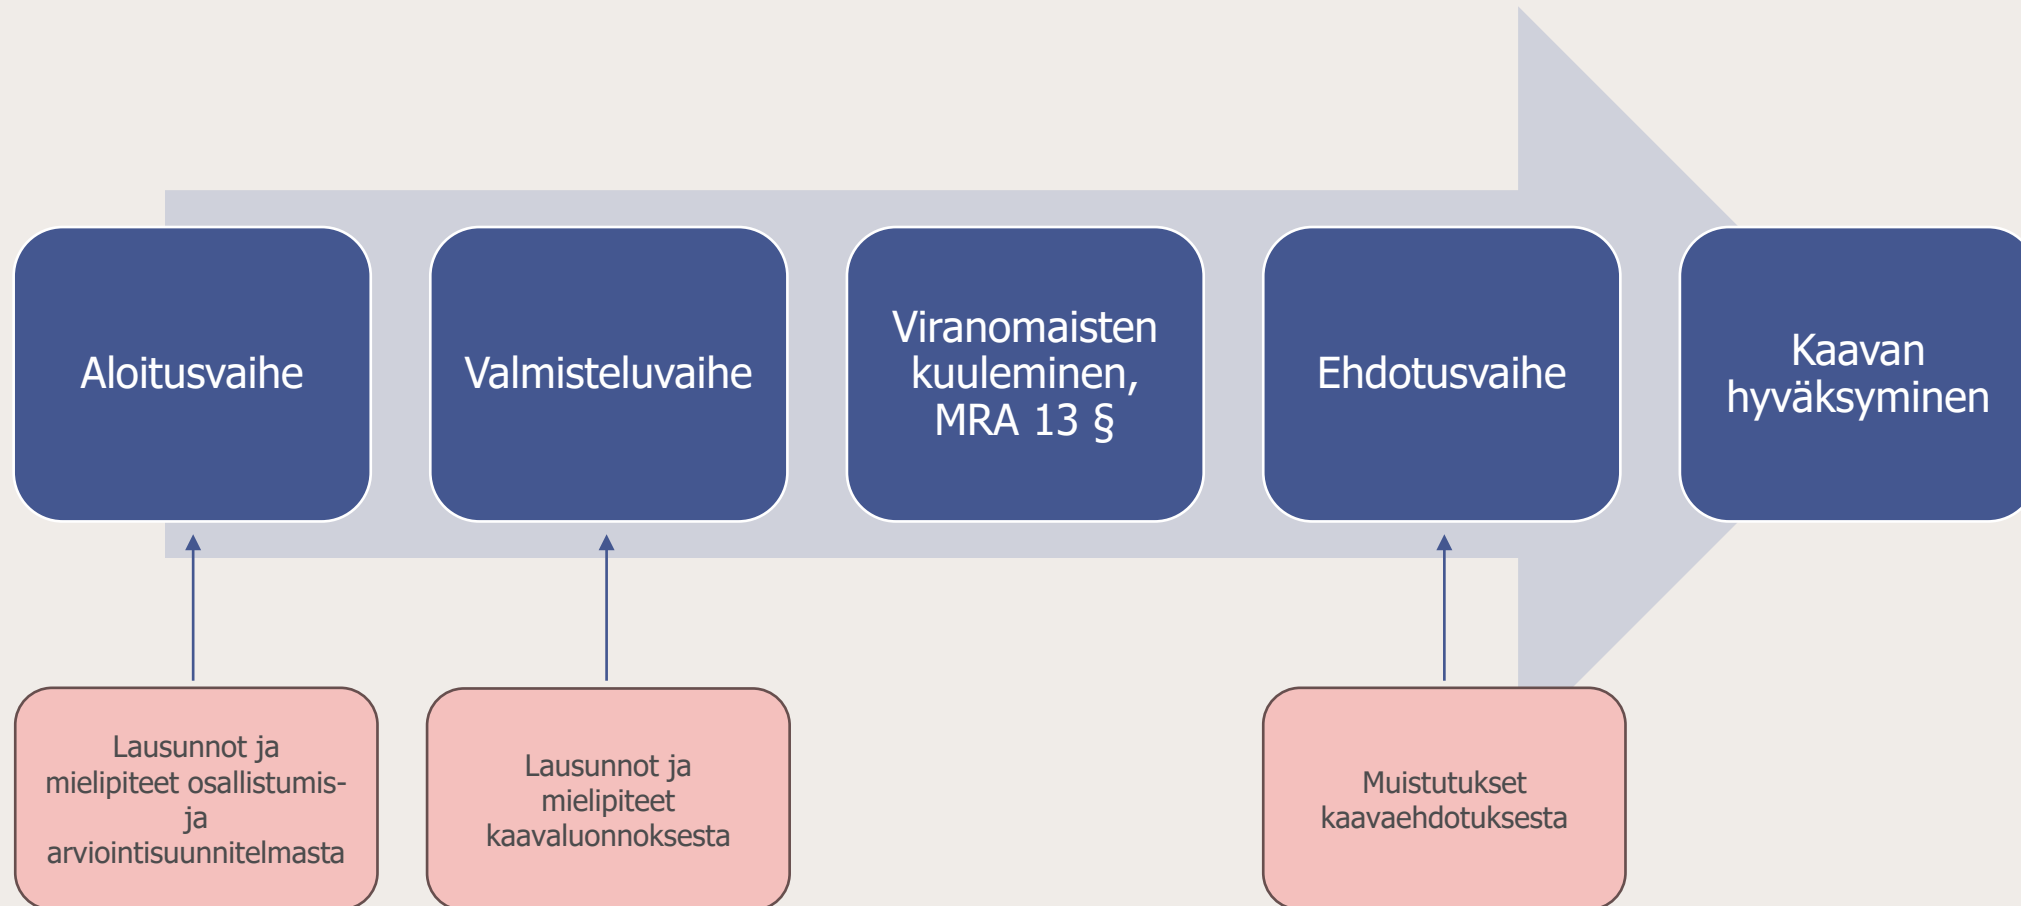 Aloitusvaihe
Valmisteluvaihe
Viranomaisten
kuuleminen,
MRA 13 §
Ehdotusvaihe
Kaavan
hyväksyminen
Lausunnot ja
mielipiteet osallistumis-
ja
arviointisuunnitelmasta
Lausunnot ja
mielipiteet
kaavaluonnoksesta
Muistutukset
kaavaehdotuksesta